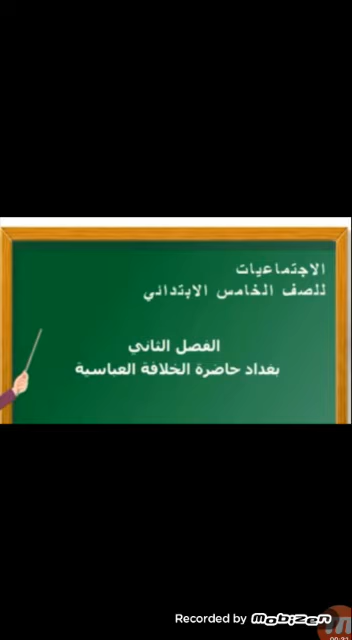 الاجتماعيات
للصف الخامس الابتدائي
الفصل الثاني
بغداد حاضرة الخلافة العباسية
Recorded by mobizen